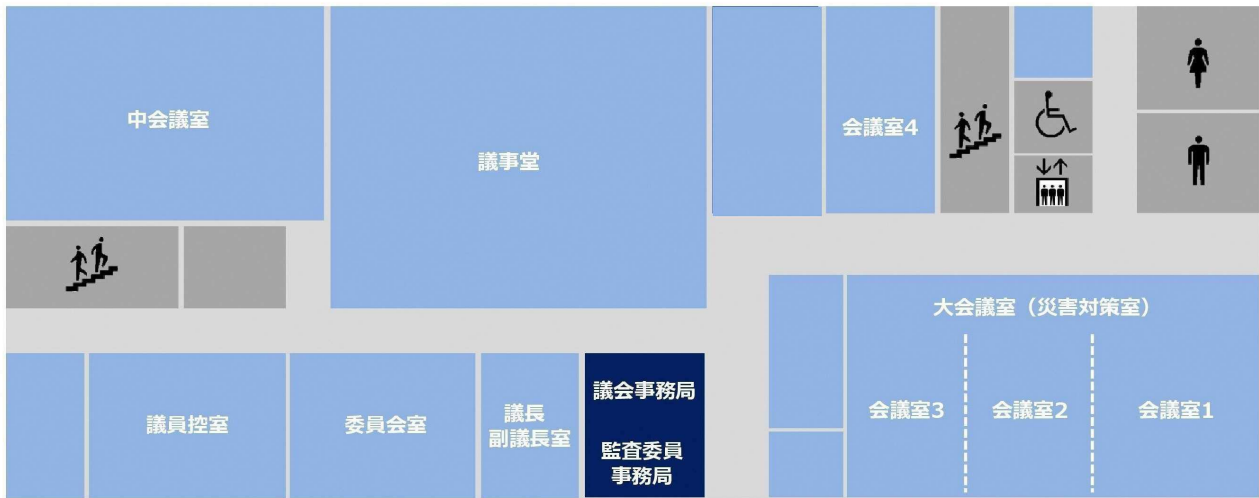 中会議室
議事堂
会議室4
大会議室（災害対策室）
会議室3
会議室2
会議室1
議員控室
委員会室
議長
副議長室
議会事務局
監査委員
事務局